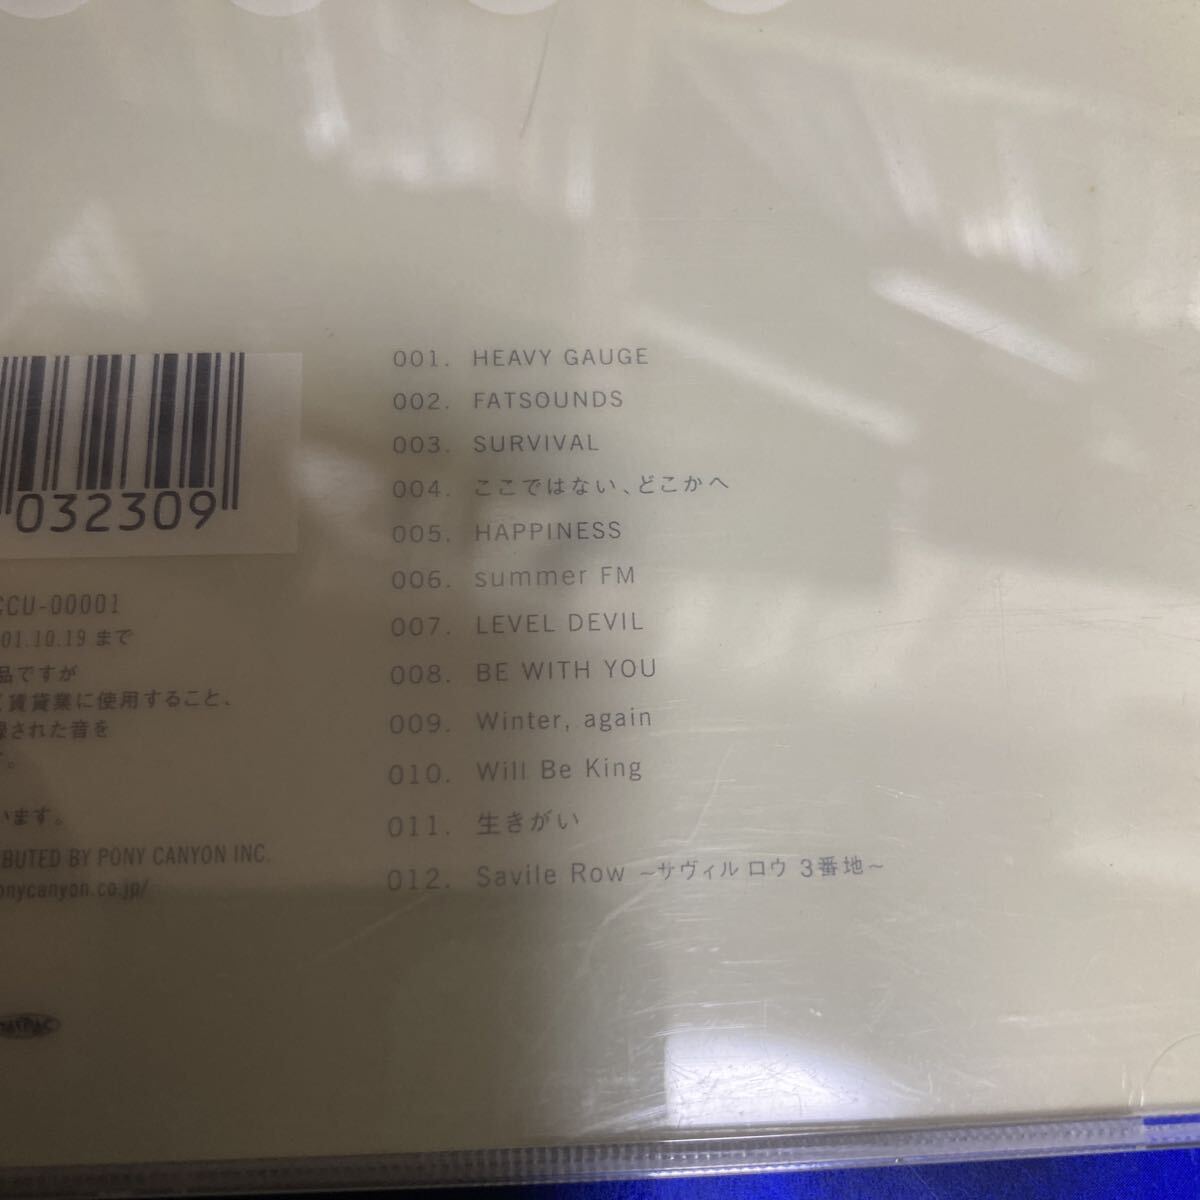 032309
CCU-00001
01.10.19 まで
品ですが
賃貸業に使用すること、
録された音を
す。
います。
BUTED BY PONY CANYON INC.
onycanyon.co.jp/
001. HEAVY GAUGE
002. FATSOUNDS
003. SURVIVAL
004. ここではない、どこかへ
005. HAPPINESS
006. summer FM
007. LEVEL DEVIL
008. BE WITH YOU
009. Winter, again
010. Will Be King
011. 生きがい
012. Savile Row ～サヴィル ロウ 3番地～